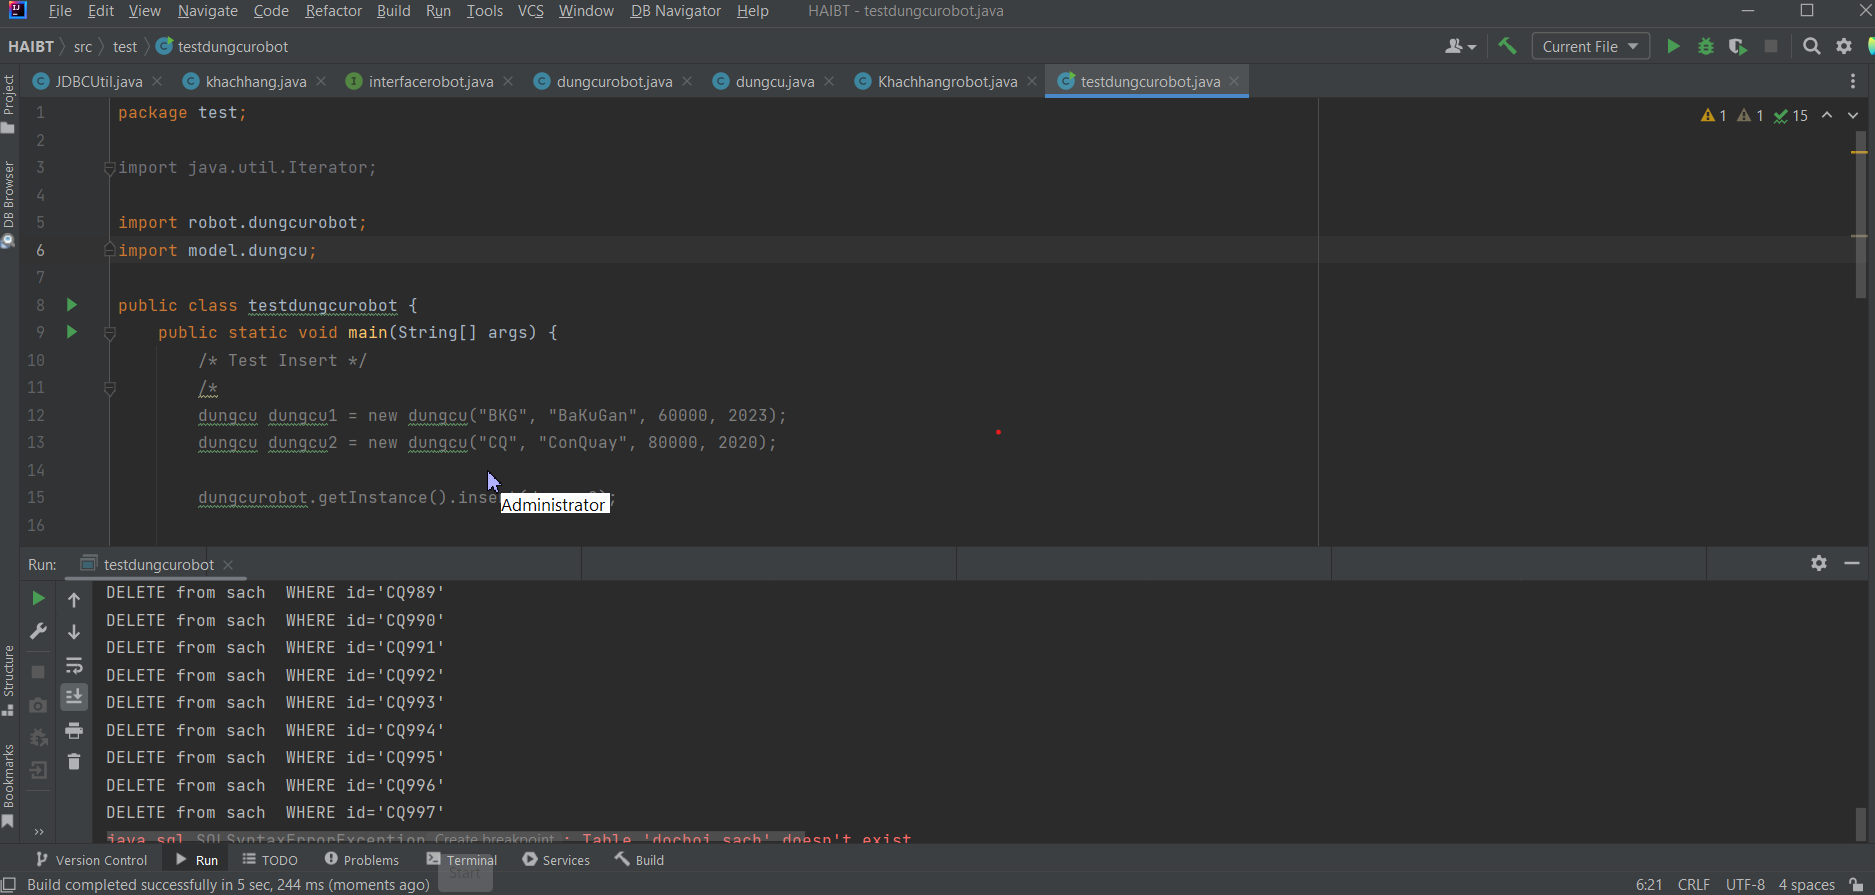 File Edit View Navigate Code Refactor Build Run Tools VCS Window DB Navigator Help HAIBT - testdungcurobot.java
HAIBT src test testdungcurobot Current File
JDBCUtil.java khachhang.java interfacerobot.java dungcurobot.java dungcu.java Khachhangrobot.java testdungcurobot.java
Project
DB Browser
Structure
Bookmarks
1 1 15
1 package test;
2
3 import java.util.Iterator;
4
5 import robot.dungcurobot;
6 import model.dungcu;
7
8 public class testdungcurobot {
9 public static void main(String[] args) {
10 /* Test Insert */
11 /*
12 dungcu dungcu1 = new dungcu("BKG", "BaKuGan", 60000, 2023);
13 dungcu dungcu2 = new dungcu("CQ", "ConQuay", 80000, 2020);
14
15 dungcurobot.getInstance().inse
Administrator
16
Run: testdungcurobot
DELETE from sach  WHERE id='CQ989'
DELETE from sach  WHERE id='CQ990'
DELETE from sach  WHERE id='CQ991'
DELETE from sach  WHERE id='CQ992'
DELETE from sach  WHERE id='CQ993'
DELETE from sach  WHERE id='CQ994'
DELETE from sach  WHERE id='CQ995'
DELETE from sach  WHERE id='CQ996'
DELETE from sach  WHERE id='CQ997'
java.sql.SQLSyntaxErrorException Create breakpoint : Table 'dochoi.sach' doesn't exist
Version Control Run TODO Problems Terminal Services Build
Start
Build completed successfully in 5 sec, 244 ms (moments ago) 6:21 CRLF UTF-8 4 spaces